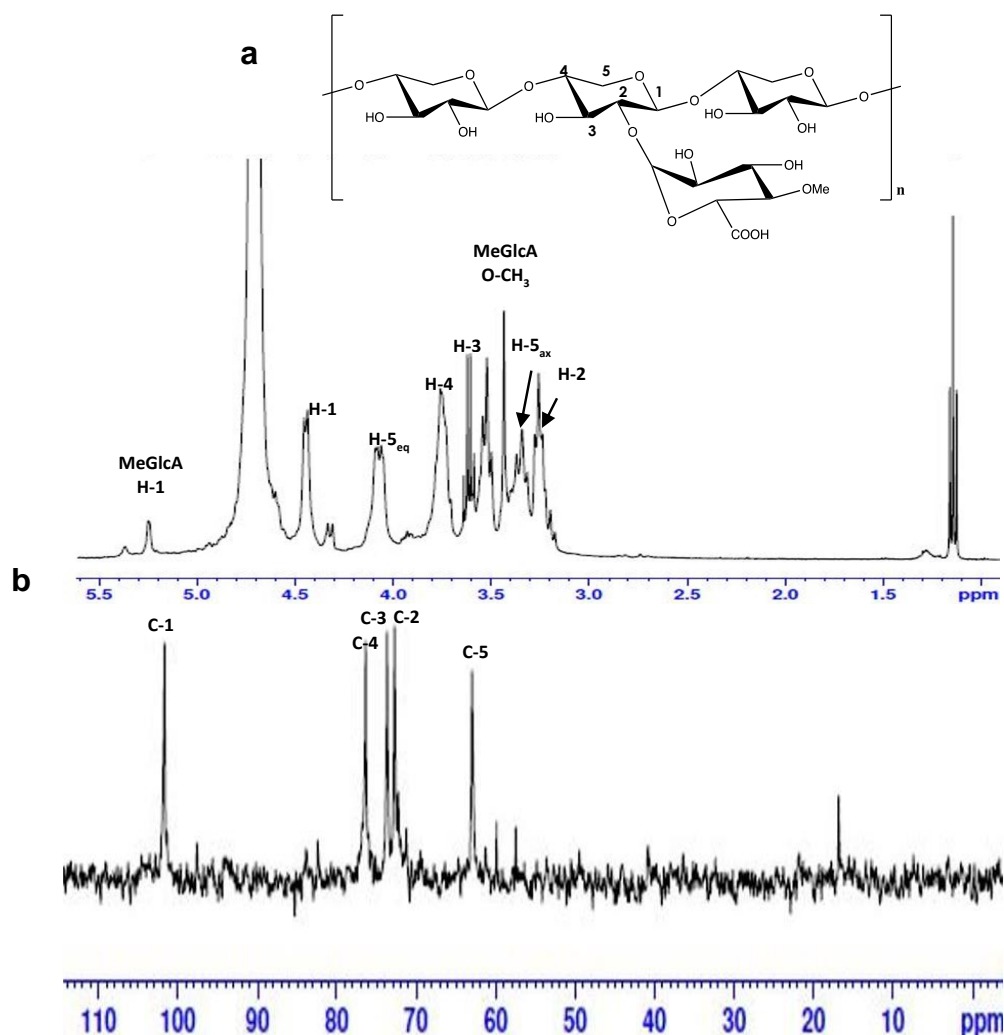 a
O
O
4
5
O
O
O
HO
OH
O
HO
3
2
1
O
HO
OH
O
O
HO
OH
OMe
O
COOH
n
MeGlcA
O-CH3
H-3
H-5ax
H-2
H-4
H-1
H-5eq
MeGlcA
H-1
5.5 5.0 4.5 4.0 3.5 3.0 2.5 2.0 1.5 ppm
b
C-1
C-3 C-2
C-4
C-5
110 100 90 80 70 60 50 40 30 20 10 ppm